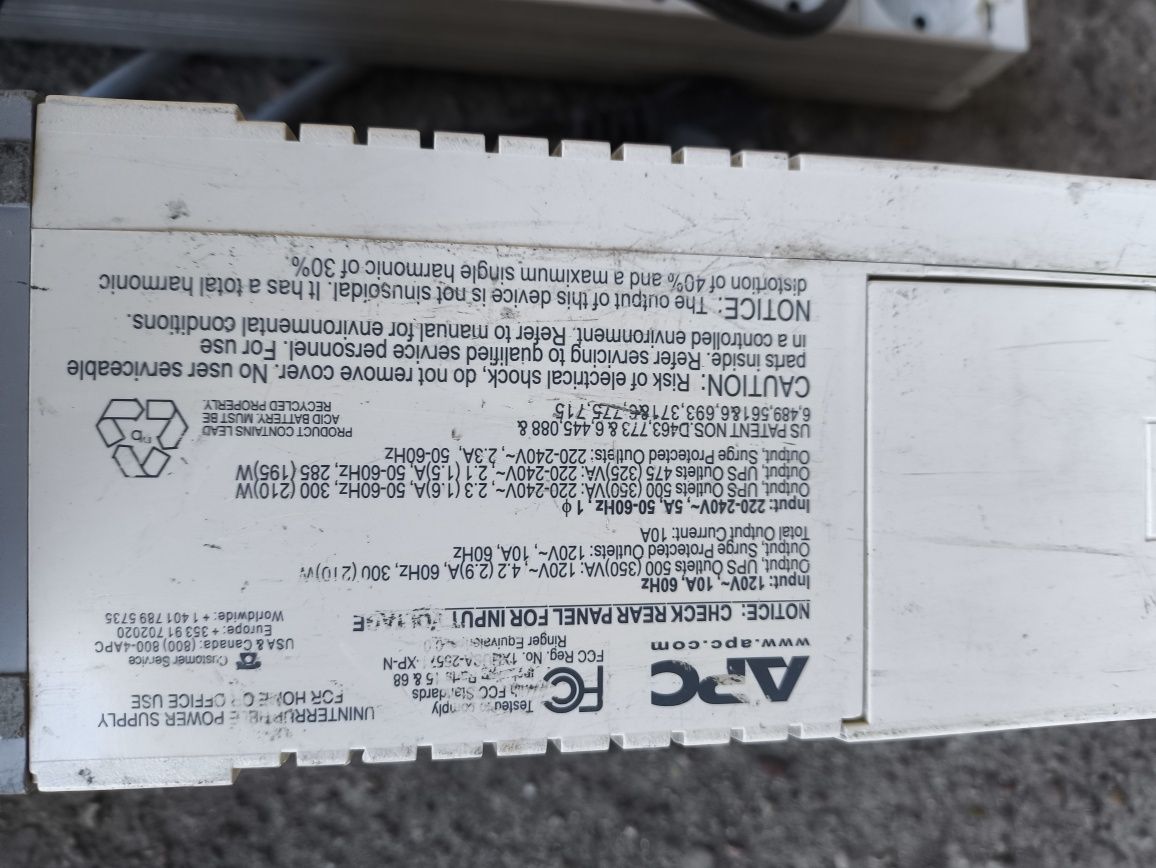 APC
www.apc.com
FC
Tested comply
FCC Standards
15 & 68
FCC Reg. No.
Ringer
UNINTERRUPTIBLE POWER SUPPLY
FOR HOME OR OFFICE USE
Customer Service
USA & Canada: (800) 800-4APC
Europe: + 353 91 702020
Worldwide: + 1 401 789 5735
NOTICE: CHECK REAR PANEL FOR INPUT VOLTAGE
Input: 120V~, 10A, 60Hz
Output, UPS Outlets 500 (350)VA: 120V~, 4.2 (2.9)A, 60Hz, 300 (210)W
Output, Surge Protected Outlets: 120V~, 10A, 60Hz
Total Output Current: 10A
Input: 220-240V~, 5A, 50-60Hz, 1 ϕ
Output, UPS Outlets 500 (350)VA: 220-240V~, 2.3 (1.6)A, 50-60Hz, 300 (210)W
Output, UPS Outlets 475 (325)VA: 220-240V~, 2.1 (1.5)A, 50-60Hz, 285 (195)W
Output, Surge Protected Outlets: 220-240V~, 2.3A, 50-60Hz
US PATENT NOS.D463,773 & 6,445,088 &
6,489,561&6,693,371&6,775,715
PRODUCT CONTAINS LEAD
ACID BATTERY. MUST BE
RECYCLED PROPERLY.
Pb
CAUTION: Risk of electrical shock, do not remove cover. No user serviceable
parts inside. Refer servicing to qualified service personnel. For use
in a controlled environment. Refer to manual for environmental conditions.
NOTICE: The output of this device is not sinusoidal. It has a total harmonic
distortion of 40% and a maximum single harmonic of 30%